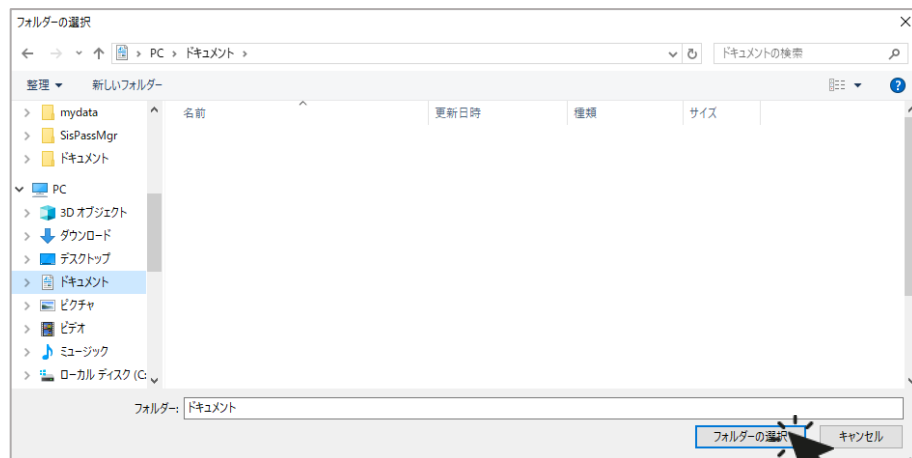 フォルダーの選択
PC › ドキュメント ›
ドキュメントの検索
整理 新しいフォルダー
名前 更新日時 種類 サイズ
mydata
SisPassMgr
ドキュメント
PC
3D オブジェクト
ダウンロード
デスクトップ
ドキュメント
ピクチャ
ビデオ
ミュージック
ローカル ディスク (C:
フォルダー: ドキュメント
フォルダーの選択 キャンセル